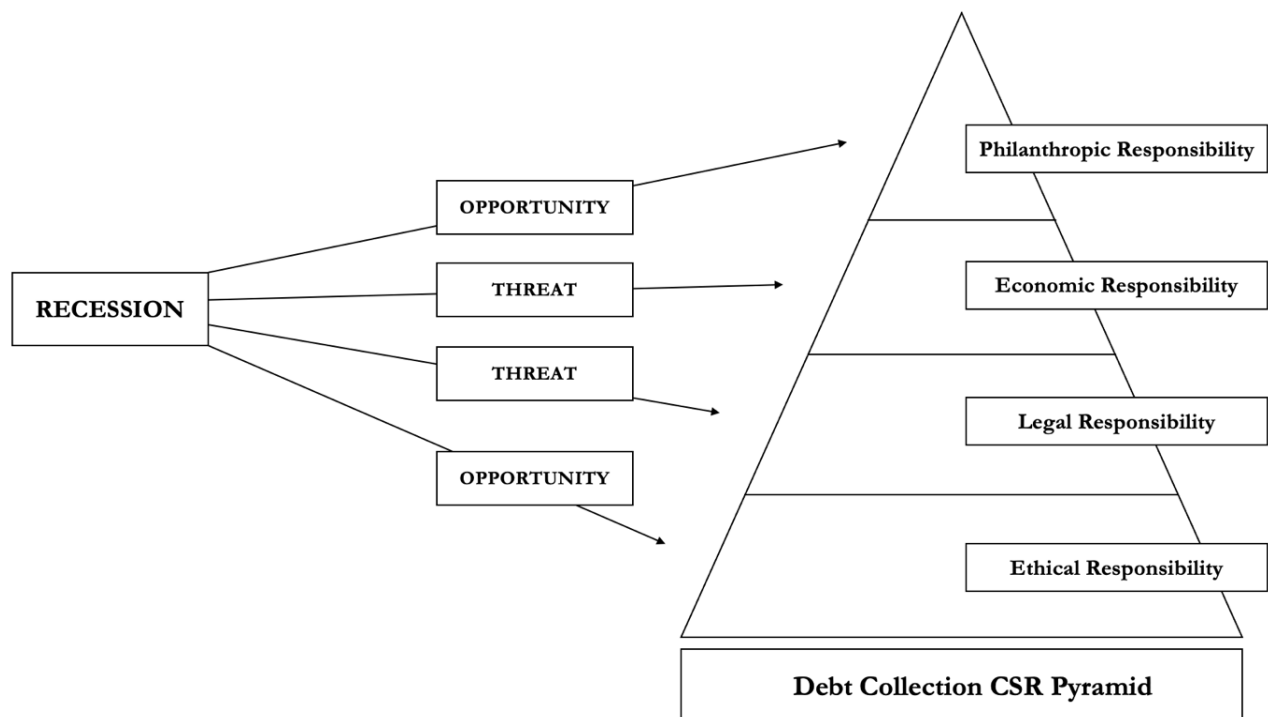 Philanthropic Responsibility
OPPORTUNITY
Economic Responsibility
THREAT
RECESSION
THREAT
Legal Responsibility
OPPORTUNITY
Ethical Responsibility
Debt Collection CSR Pyramid